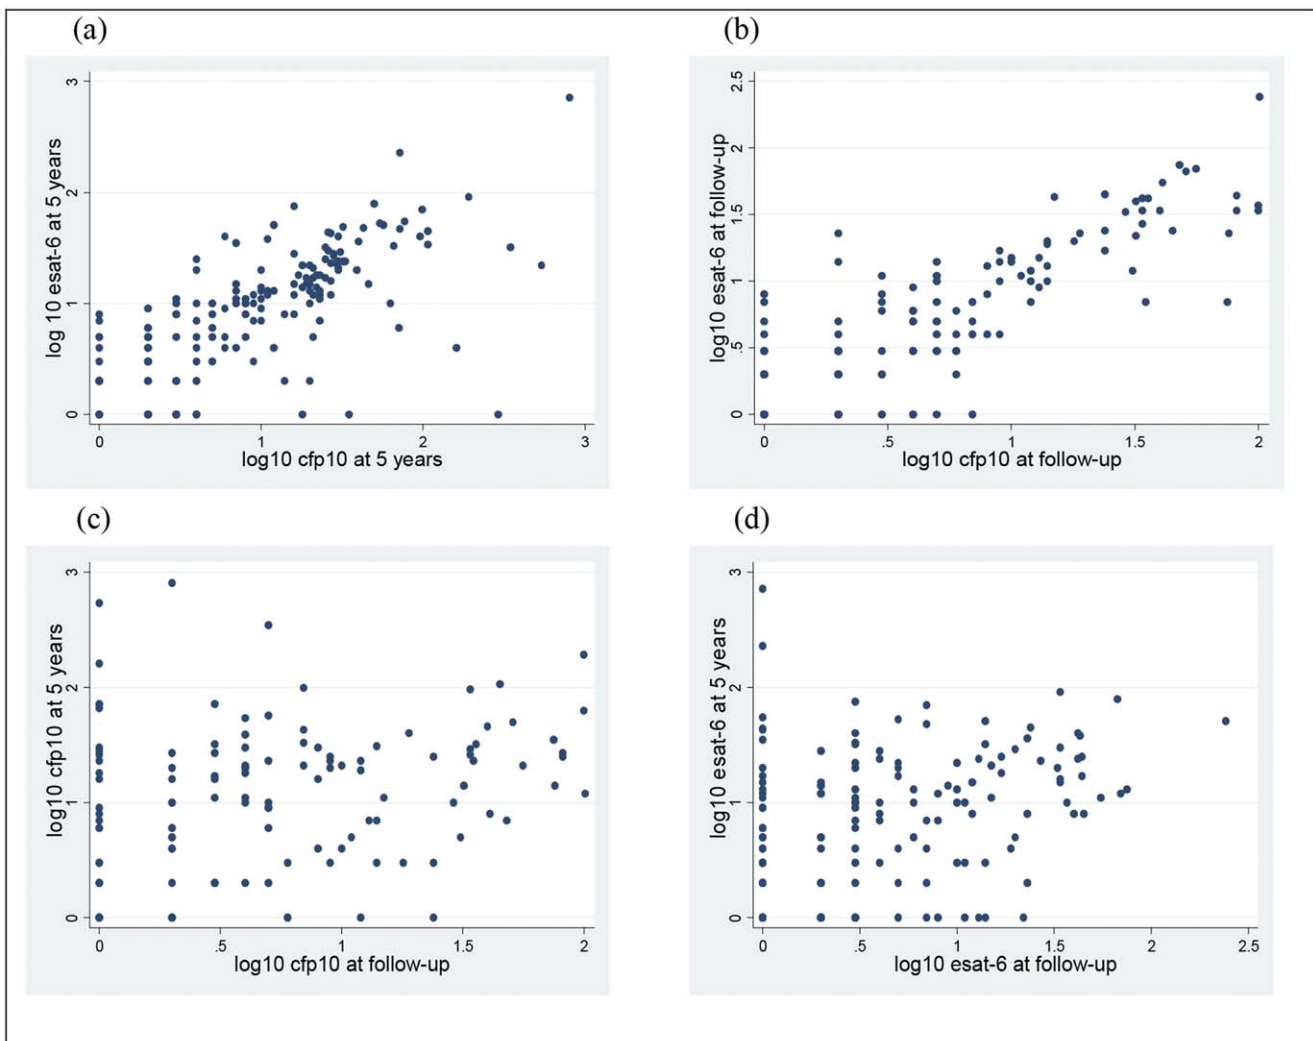 (a)
3
2
1
0
log 10 esat-6 at 5 years
0 1 2 3
log10 cfp10 at 5 years
(b)
2.5
2
1.5
1
.5
0
log10 esat-6 at follow-up
0 .5 1 1.5 2
log10 cfp10 at follow-up
(c)
3
2
1
0
log10 cfp10 at 5 years
0 .5 1 1.5 2
log10 cfp10 at follow-up
(d)
3
2
1
0
log10 esat-6 at 5 years
0 .5 1 1.5 2 2.5
log10 esat-6 at follow-up